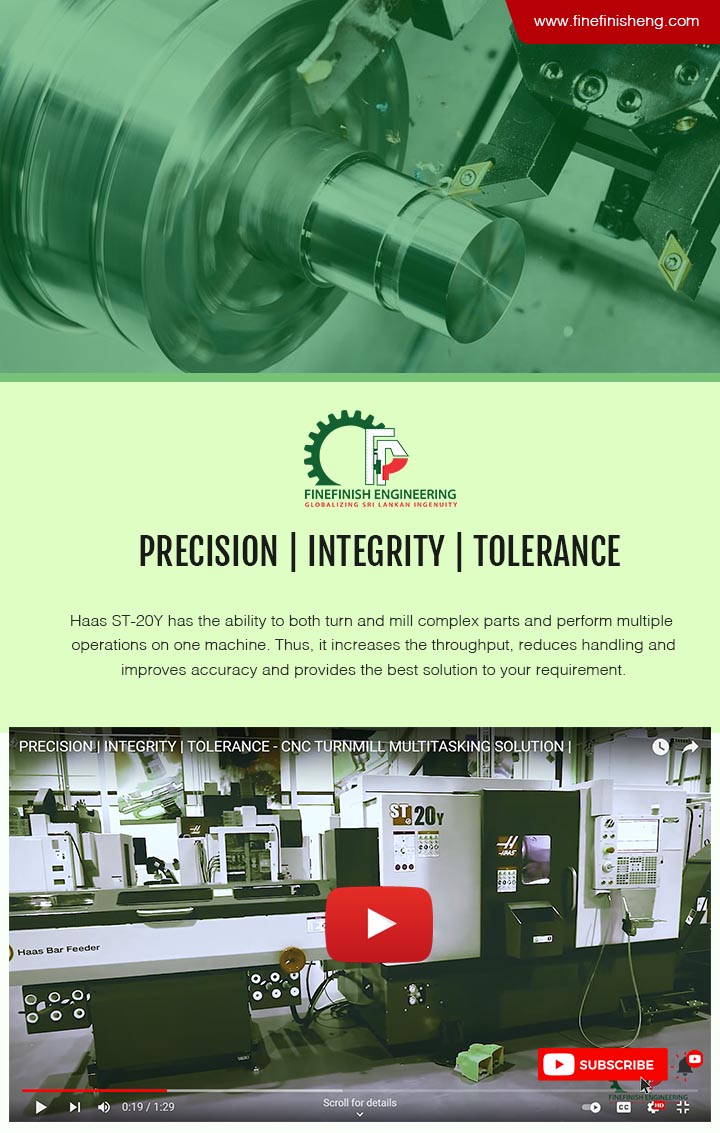 www.finefinisheng.com
FINEFINISH ENGINEERING
GLOBALIZING SRI LANKAN INGENUITY
PRECISION | INTEGRITY | TOLERANCE
Haas ST-20Y has the ability to both turn and mill complex parts and perform multiple
operations on one machine. Thus, it increases the throughput, reduces handling and
improves accuracy and provides the best solution to your requirement.
PRECISION | INTEGRITY | TOLERANCE - CNC TURNMILL MULTITASKING SOLUTION |
ST 20Y
HAAS
Haas Bar Feeder
SUBSCRIBE
FINEFINISH ENGINEERING
0:19 / 1:29
Scroll for details
CC
HD